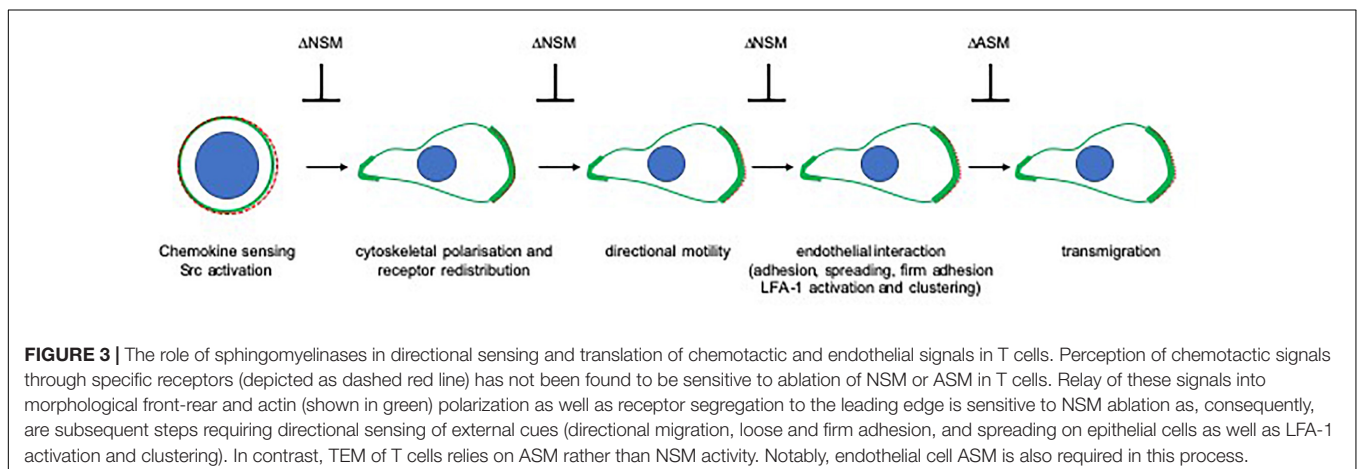 ΔNSM ΔNSM ΔNSM ΔASM
Chemokine sensing cytoskeletal polarisation and directional motility endothelial interaction transmigration
Src activation receptor redistribution (adhesion, spreading, firm adhesion
LFA-1 activation and clustering)
FIGURE 3 | The role of sphingomyelinases in directional sensing and translation of chemotactic and endothelial signals in T cells. Perception of chemotactic signals
through specific receptors (depicted as dashed red line) has not been found to be sensitive to ablation of NSM or ASM in T cells. Relay of these signals into
morphological front-rear and actin (shown in green) polarization as well as receptor segregation to the leading edge is sensitive to NSM ablation as, consequently,
are subsequent steps requiring directional sensing of external cues (directional migration, loose and firm adhesion, and spreading on epithelial cells as well as LFA-1
activation and clustering). In contrast, TEM of T cells relies on ASM rather than NSM activity. Notably, endothelial cell ASM is also required in this process.